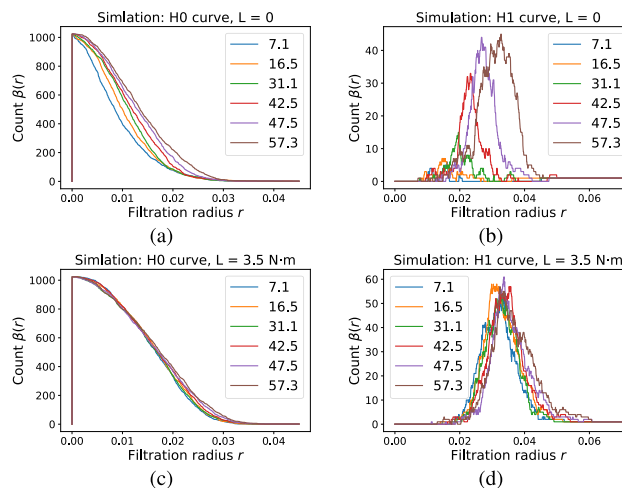 Simlation: H0 curve, L = 0
1000
800
600
400
200
0
Count β(r)
7.1
16.5
31.1
42.5
47.5
57.3
0.00 0.01 0.02 0.03 0.04
Filtration radius r
(a)
Simlation: H1 curve, L = 0
40
30
20
10
0
Count β(r)
7.1
16.5
31.1
42.5
47.5
57.3
0.00 0.02 0.04 0.06
Filtration radius r
(b)
Simlation: H0 curve, L = 3.5 N·m
1000
800
600
400
200
0
Count β(r)
7.1
16.5
31.1
42.5
47.5
57.3
0.00 0.01 0.02 0.03 0.04
Filtration radius r
(c)
Simlation: H1 curve, L = 3.5 N·m
60
50
40
30
20
10
0
Count β(r)
7.1
16.5
31.1
42.5
47.5
57.3
0.00 0.02 0.04 0.06
Filtration radius r
(d)